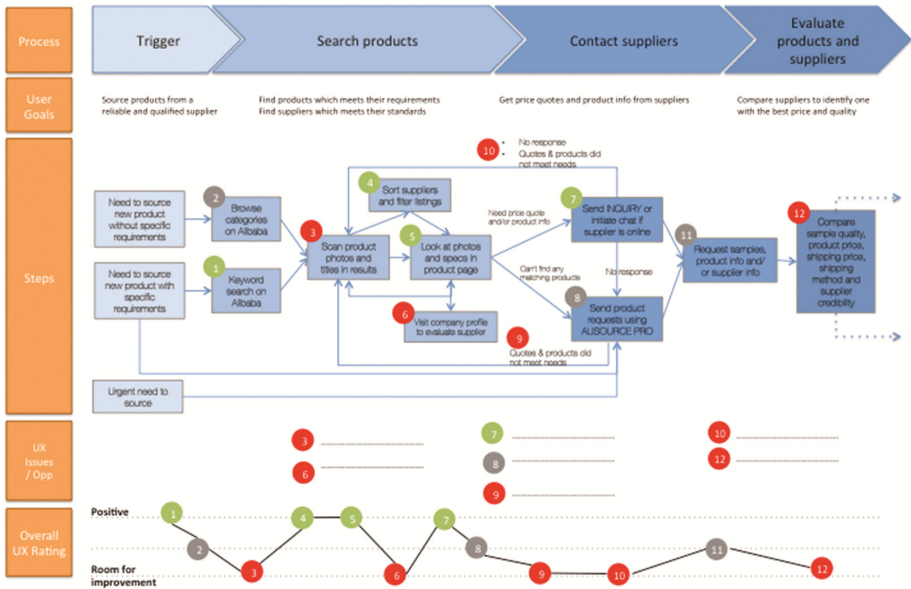 Process
Trigger
Search products
Contact suppliers
Evaluate
products and
suppliers
User
Goals
Source products from a
reliable and qualified supplier
Find products which meets their requirements
Find suppliers which meets their standards
Get price quotes and product info from suppliers
Compare suppliers to identify one
with the best price and quality
Steps
Need to source
new product
without specific
requirements
2
Browse
categories
on Alibaba
Need to source
new product with
specific
requirements
1
Keyword
search on
Alibaba
Urgent need to
source
3
Scan product
photos and
titles in results
4
Sort suppliers
and filter listings
5
Look at photos
and specs in
product page
6
Visit company profile
to evaluate supplier
10
• No response
• Quotes & products did
not meet needs
Need price quote
and/or product info
Can't find any
matching products
7
Send INQUIRY or
initiate chat if
supplier is online
No response
8
Send product
requests using
ALISOURCE PRO
9
Quotes & products did
not meet needs
11
Request samples,
product info and/
or supplier info
12
Compare
sample quality,
product price,
shipping price,
shipping
method and
supplier
credibility
UX
Issues
/ Opp
3
6
7
8
9
10
12
Overall
UX Rating
Positive
Room for
improvement
1
2
3
4
5
6
7
8
9
10
11
12